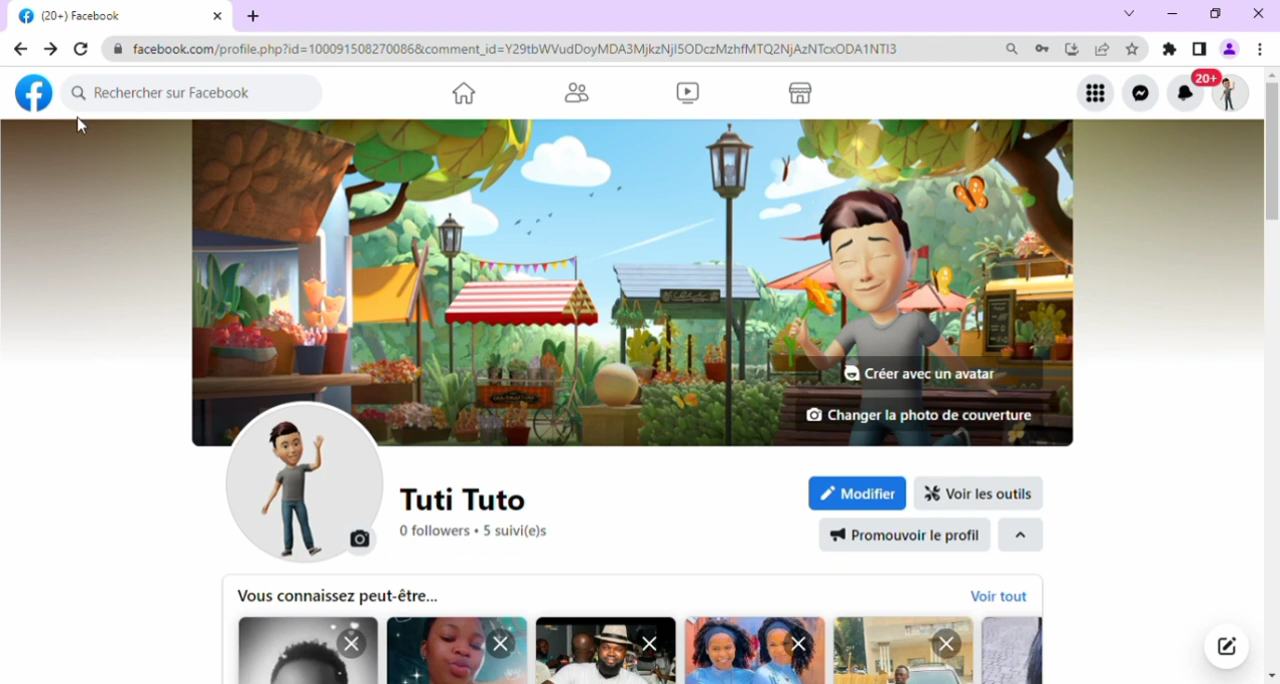 (20+) Facebook
facebook.com/profile.php?id=100091508270086&comment_id=Y29tbWVudDoyMDA3MjkzNjI5ODczMzhfMTQ2NjAzNTcxODA1NTI3
Rechercher sur Facebook
20+
Créer avec un avatar
Changer la photo de couverture
Tuti Tuto
0 followers • 5 suivi(e)s
Modifier
Voir les outils
Promouvoir le profil
Vous connaissez peut-être...
Voir tout